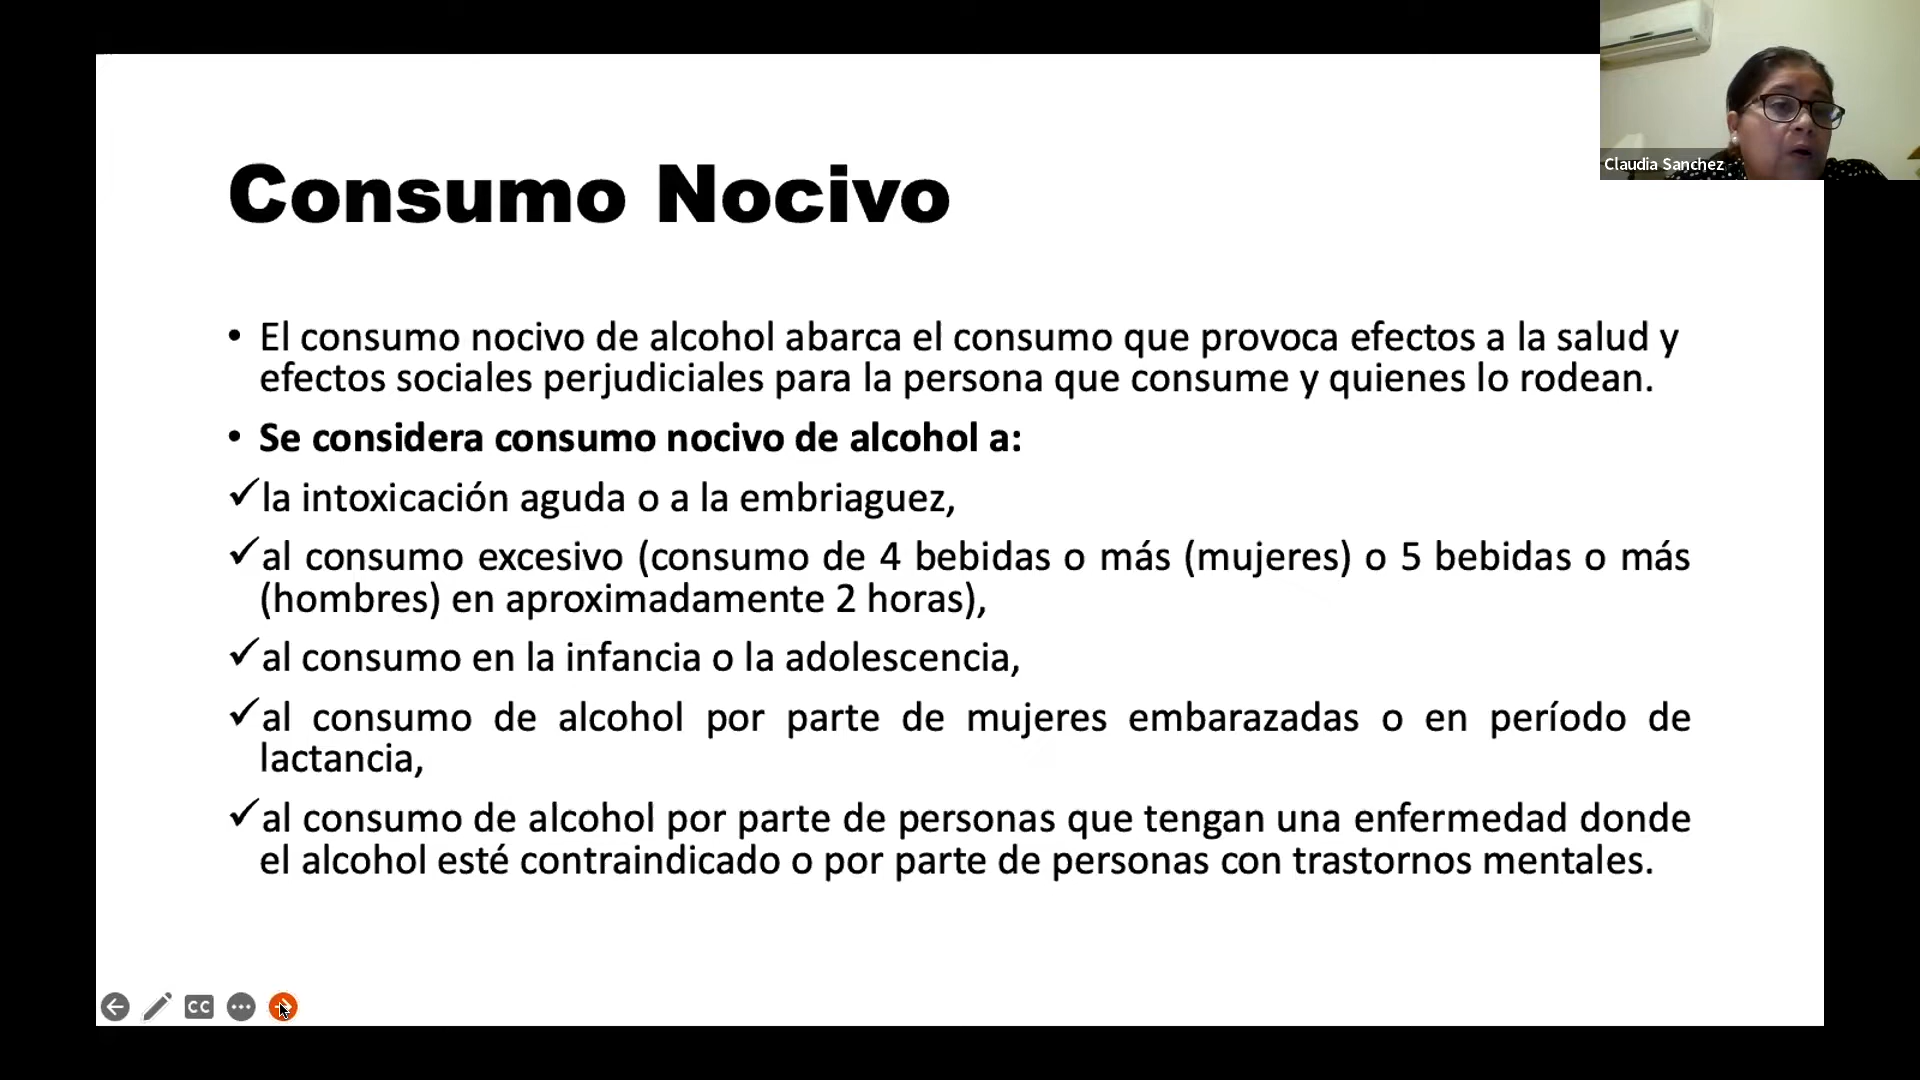 Claudia Sanchez
Consumo Nocivo
• El consumo nocivo de alcohol abarca el consumo que provoca efectos a la salud y
efectos sociales perjudiciales para la persona que consume y quienes lo rodean.
• Se considera consumo nocivo de alcohol a:
✓la intoxicación aguda o a la embriaguez,
✓al consumo excesivo (consumo de 4 bebidas o más (mujeres) o 5 bebidas o más
(hombres) en aproximadamente 2 horas),
✓al consumo en la infancia o la adolescencia,
✓al consumo de alcohol por parte de mujeres embarazadas o en período de
lactancia,
✓al consumo de alcohol por parte de personas que tengan una enfermedad donde
el alcohol esté contraindicado o por parte de personas con trastornos mentales.
CC